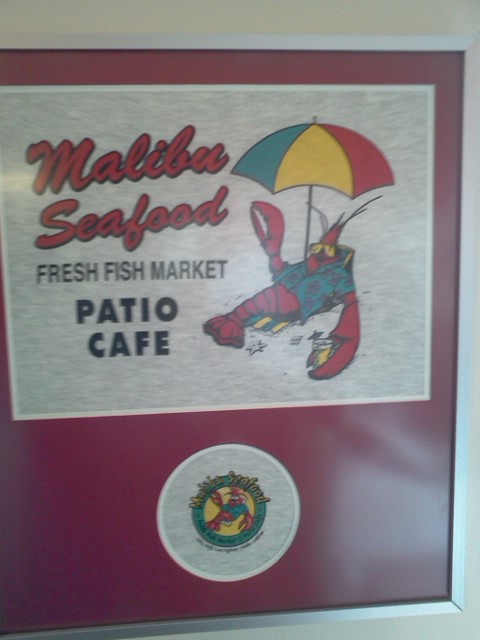 Malibu
Seafood
FRESH FISH MARKET
PATIO
CAFE
Malibu Seafood